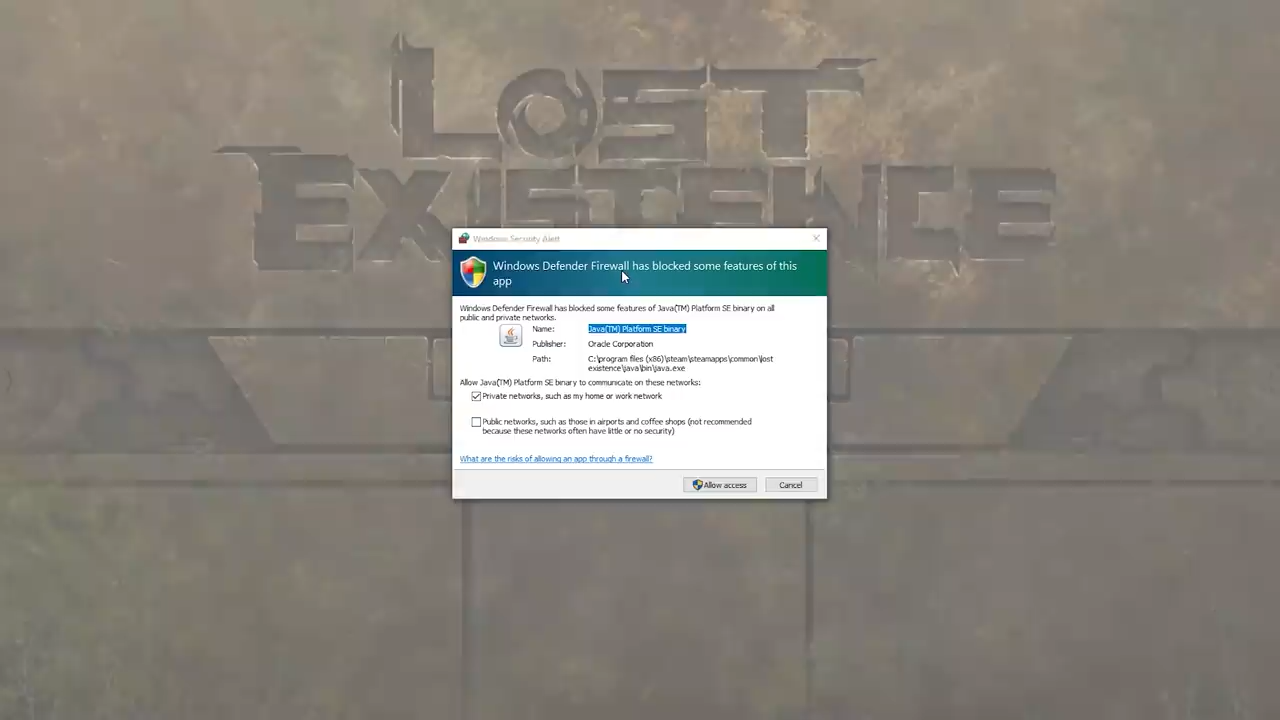 LOST
EXISTENCE
Windows Security Alert
Windows Defender Firewall has blocked some features of this
app
Windows Defender Firewall has blocked some features of Java(TM) Platform SE binary on all
public and private networks.
Name: Java(TM) Platform SE binary
Publisher: Oracle Corporation
Path: C:\program files (x86)\steam\steamapps\common\lost
existence\java\bin\java.exe
Allow Java(TM) Platform SE binary to communicate on these networks:
Private networks, such as my home or work network
Public networks, such as those in airports and coffee shops (not recommended
because these networks often have little or no security)
What are the risks of allowing an app through a firewall?
Allow access Cancel